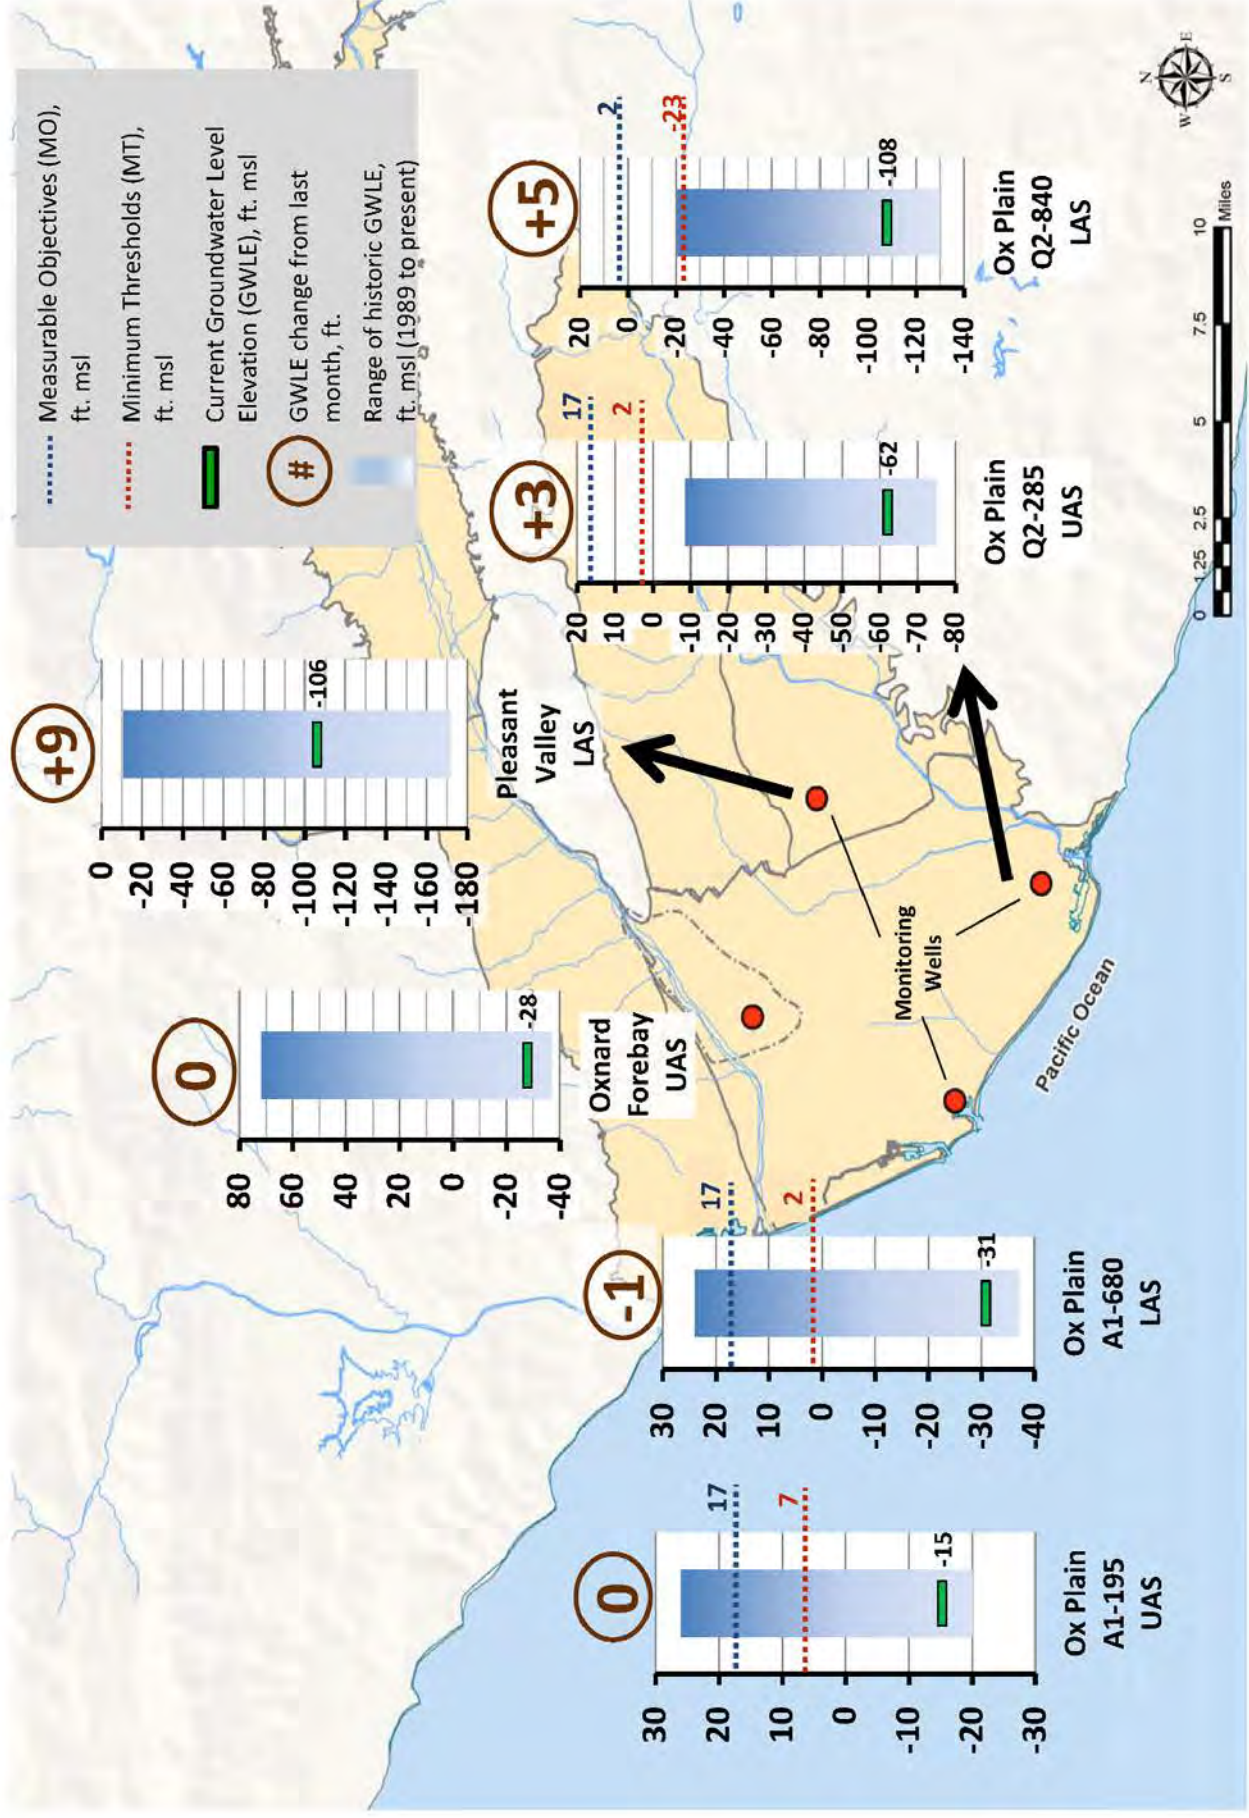 Measurable Objectives (MO),
ft. msl
Minimum Thresholds (MT),
ft. msl
Current Groundwater Level
Elevation (GWLE), ft. msl
#
GWLE change from last
month, ft.
Range of historic GWLE,
ft. msl (1989 to present)
0
30
20
10
0
-10
-20
-30
17
7
-15
Ox Plain
A1-195
UAS
-1
30
20
10
0
-10
-20
-30
-40
17
2
-31
Ox Plain
A1-680
LAS
0
80
60
40
20
0
-20
-40
-28
Oxnard
Forebay
UAS
+9
0
-20
-40
-60
-80
-100
-120
-140
-160
-180
-106
Pleasant
Valley
LAS
+3
20
10
0
-10
-20
-30
-40
-50
-60
-70
-80
17
2
-62
Ox Plain
Q2-285
UAS
+5
20
0
-20
-40
-60
-80
-100
-120
-140
2
-23
-108
Ox Plain
Q2-840
LAS
Monitoring
Wells
Pacific Ocean
N
W
E
S
0 1.25 2.5 5 7.5 10
Miles